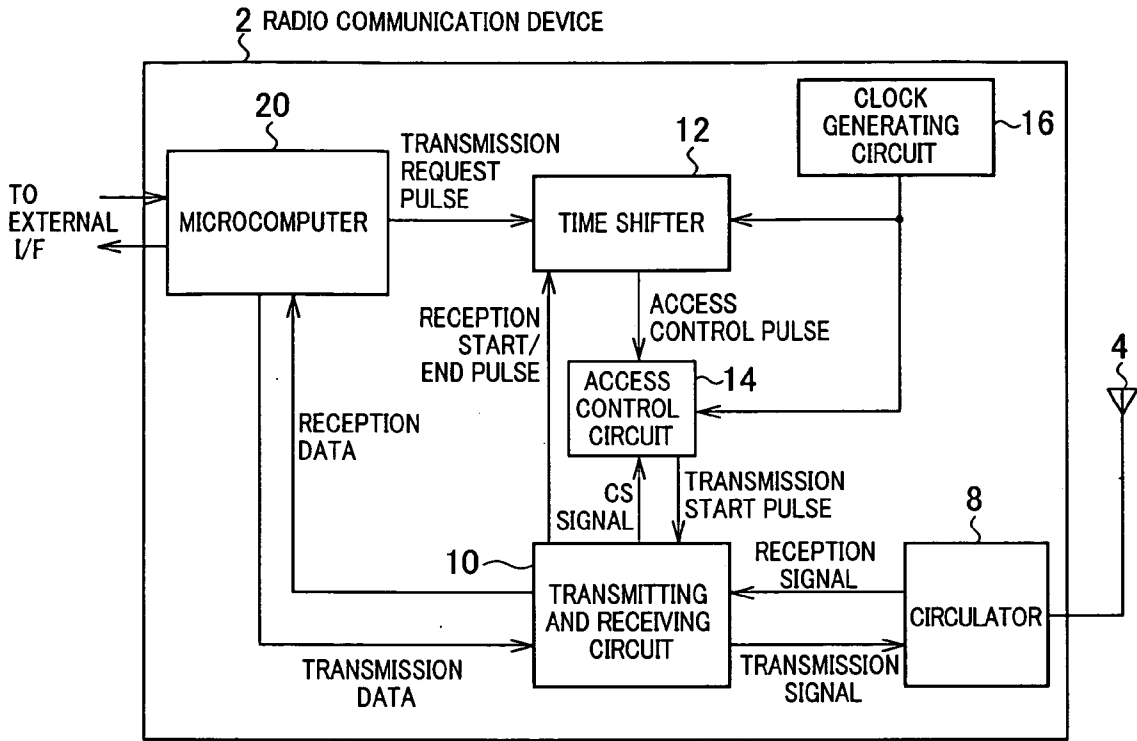 2 RADIO COMMUNICATION DEVICE
20
MICROCOMPUTER
TO
EXTERNAL
I/F
TRANSMISSION
REQUEST
PULSE
12
TIME SHIFTER
CLOCK
GENERATING
CIRCUIT
16
RECEPTION
START/
END PULSE
ACCESS
CONTROL PULSE
ACCESS
CONTROL
CIRCUIT
14
4
RECEPTION
DATA
CS
SIGNAL
TRANSMISSION
START PULSE
10
TRANSMITTING
AND RECEIVING
CIRCUIT
RECEPTION
SIGNAL
8
CIRCULATOR
TRANSMISSION
DATA
TRANSMISSION
SIGNAL